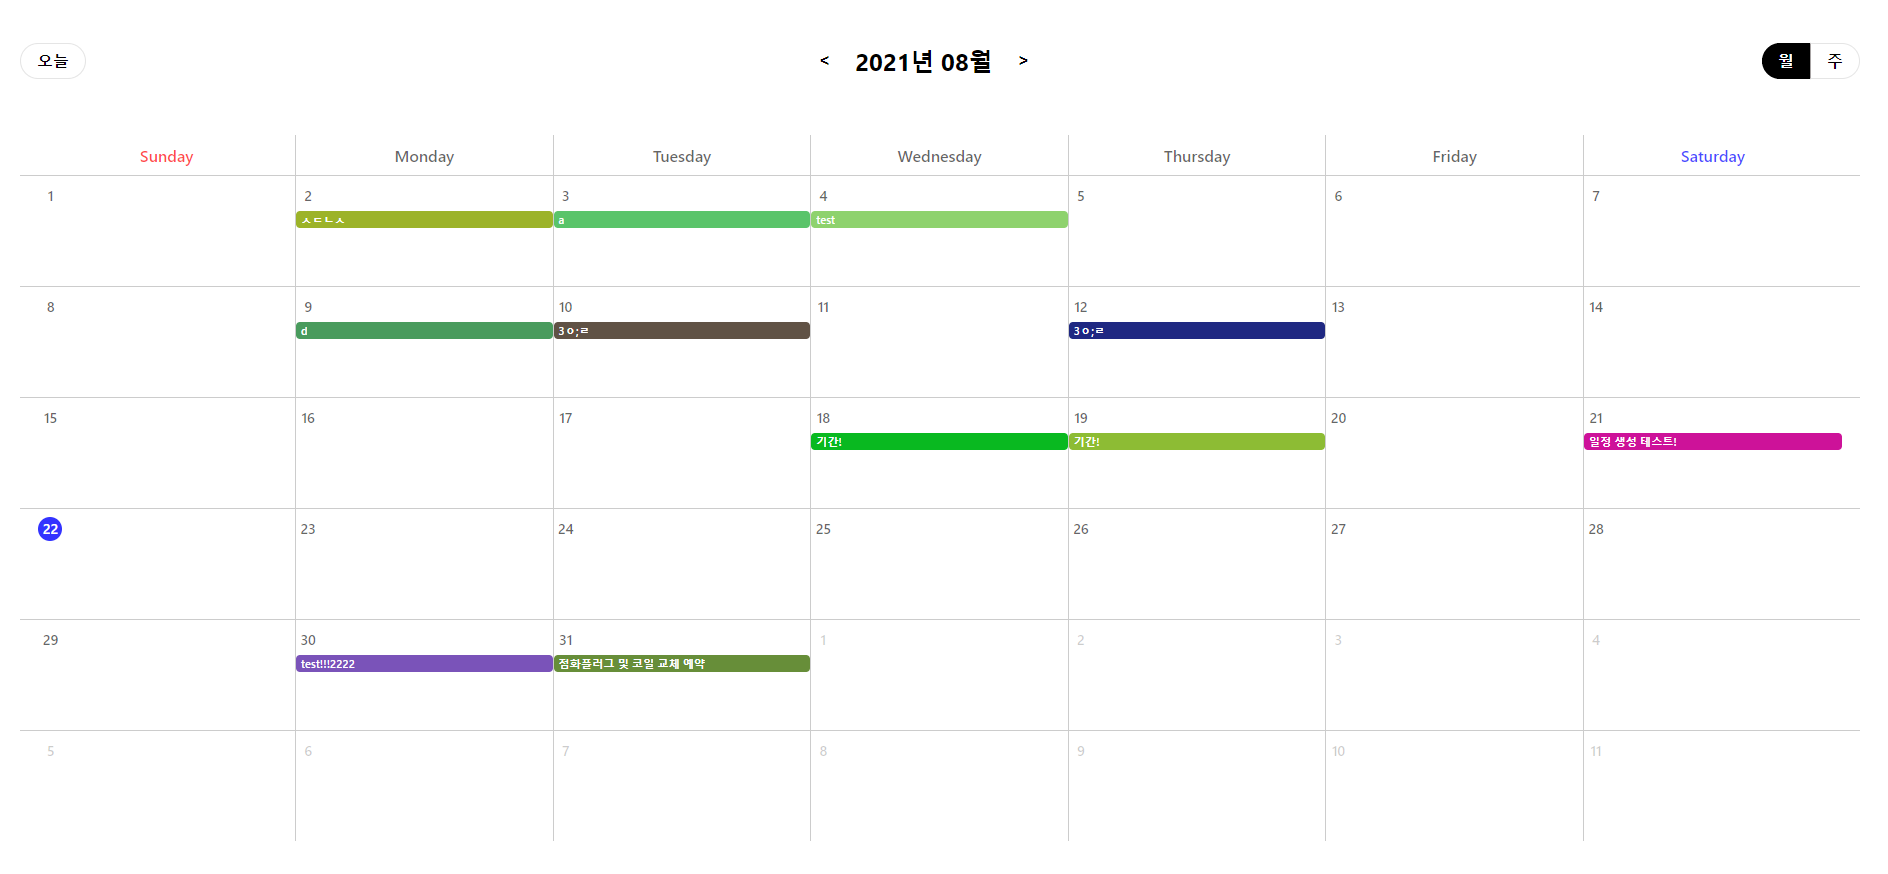 오늘
< 2021년 08월 >
월 주
Sunday Monday Tuesday Wednesday Thursday Friday Saturday
1 2 3 4 5 6 7
ㅅㄷㄴㅅ a test
8 9 10 11 12 13 14
d 3ㅇ;ㄹ 3ㅇ;ㄹ
15 16 17 18 19 20 21
기간! 기간! 일정 생성 테스트!
22 23 24 25 26 27 28
29 30 31 1 2 3 4
test!!!2222 점화플러그 및 코일 교체 예약
5 6 7 8 9 10 11